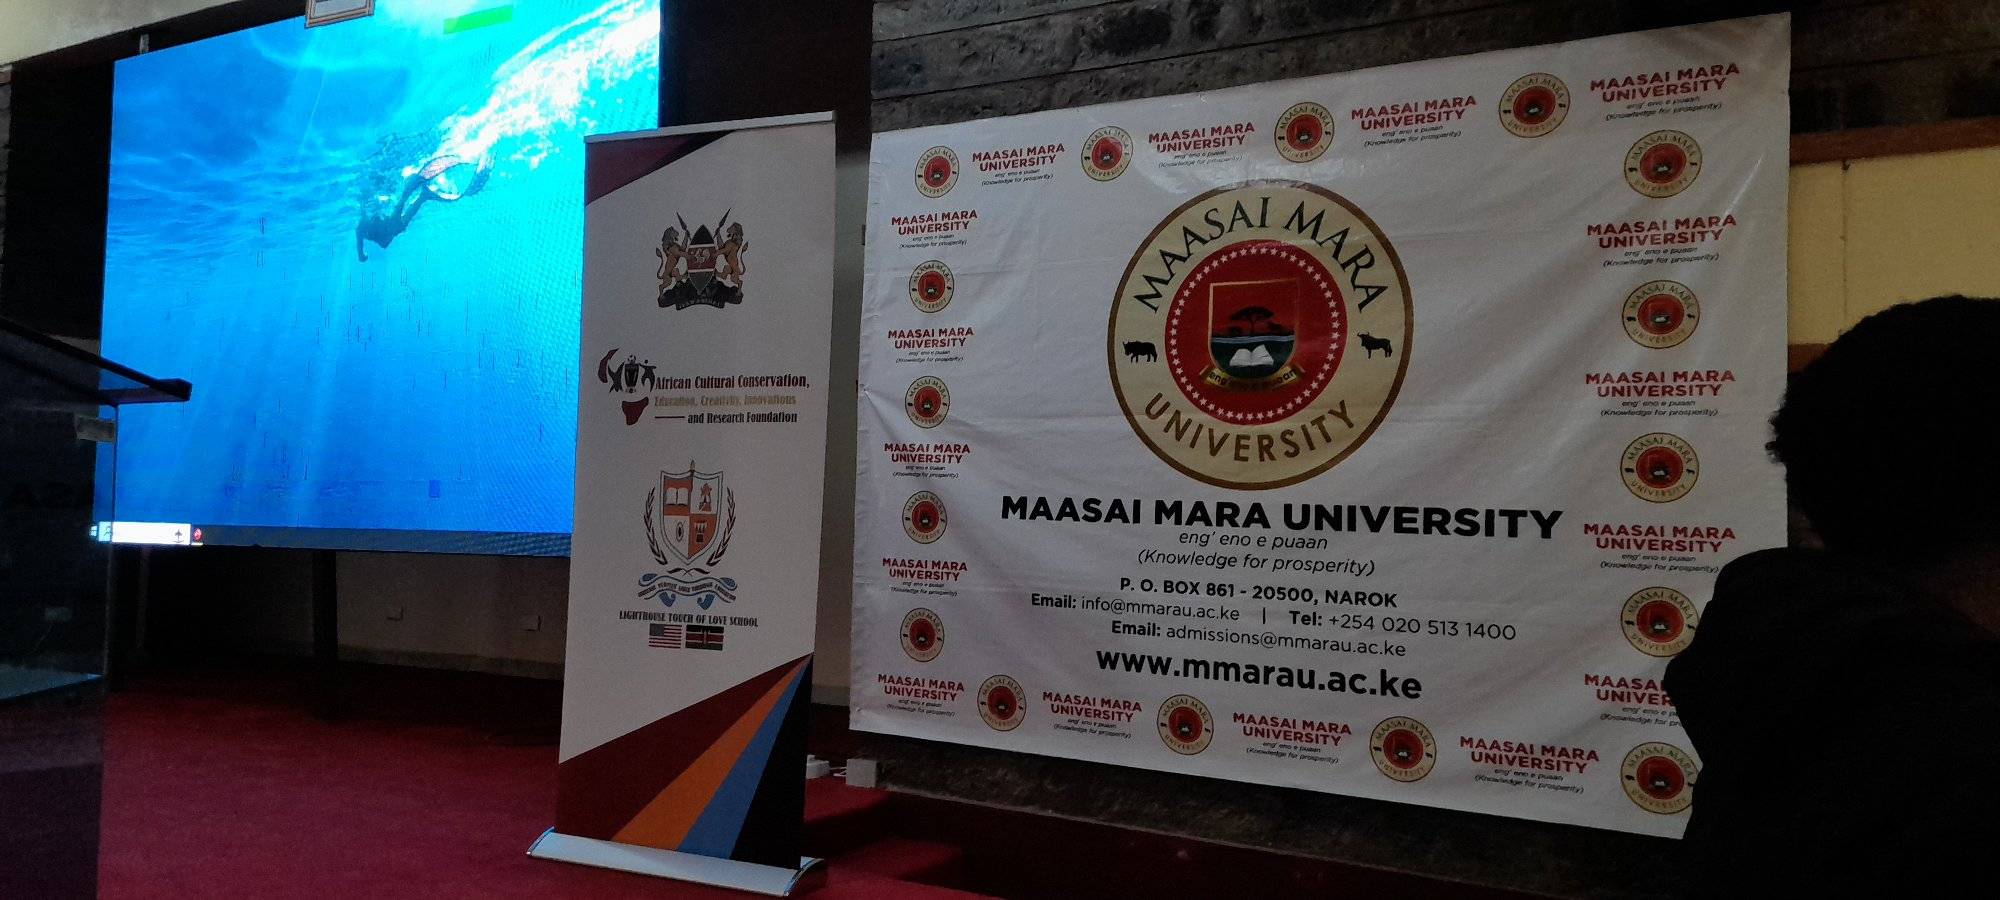 African Cultural Conservation,
Education, Creativity, Innovations
and Research Foundation
LIGHTHOUSE TOUCH OF LOVE SCHOOL
MAASAI MARA
UNIVERSITY
eng' eno e puaan
MAASAI MARA UNIVERSITY
eng' eno e puaan
(Knowledge for prosperity)
P. O. BOX 861 - 20500, NAROK
Email: info@mmarau.ac.ke | Tel: +254 020 513 1400
Email: admissions@mmarau.ac.ke
www.mmarau.ac.ke
MAASAI MARA
UNIVERSITY
eng' eno e puaan
(Knowledge for prosperity)